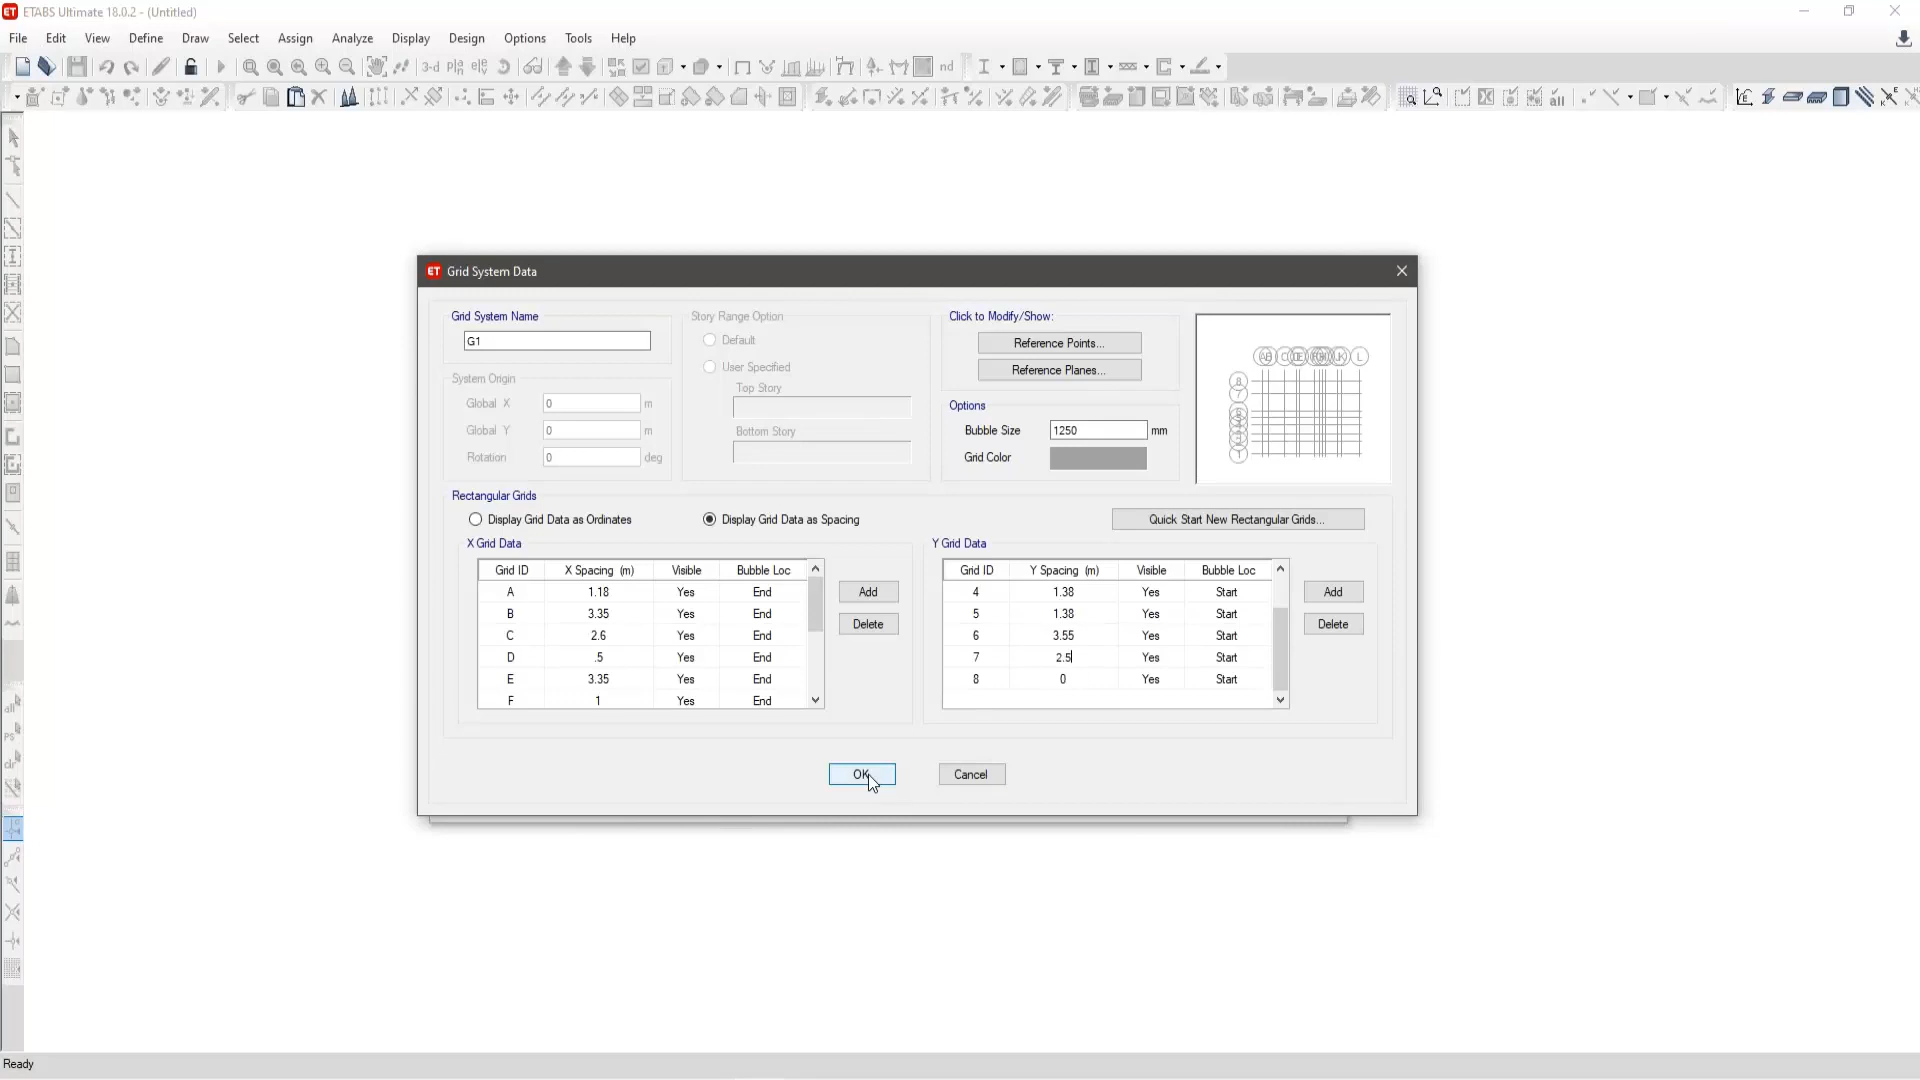 ETABS Ultimate 18.0.2 - (Untitled)
File Edit View Define Draw Select Assign Analyze Display Design Options Tools Help
3-d
nd
all
Grid System Data
Grid System Name
G1
System Origin
Global X 0 m
Global Y 0 m
Rotation 0 deg
Story Range Option
Default
User Specified
Top Story
Bottom Story
Click to Modify/Show:
Reference Points...
Reference Planes...
Options
Bubble Size 1250 mm
Grid Color
Rectangular Grids
Display Grid Data as Ordinates
Display Grid Data as Spacing
Quick Start New Rectangular Grids...
X Grid Data
Grid ID X Spacing (m) Visible Bubble Loc
A 1.18 Yes End
B 3.35 Yes End
C 2.6 Yes End
D .5 Yes End
E 3.35 Yes End
F 1 Yes End
Add
Delete
Y Grid Data
Grid ID Y Spacing (m) Visible Bubble Loc
4 1.38 Yes Start
5 1.38 Yes Start
6 3.55 Yes Start
7 2.5 Yes Start
8 0 Yes Start
Add
Delete
OK
Cancel
all
Ready